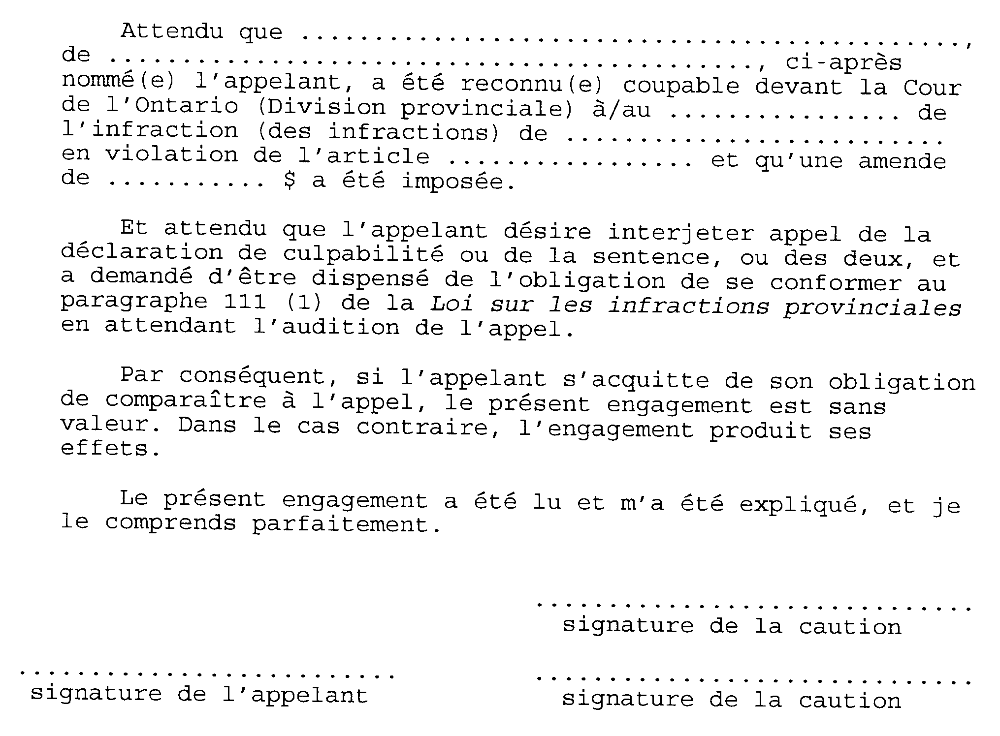 Attendu que .............................................,
de ............................................, ci-après
nommé(e) l'appelant, a été reconnu(e) coupable devant la Cour
de l'Ontario (Division provinciale) à/au ................ de
l'infraction (des infractions) de ..........................
en violation de l'article ................. et qu'une amende
de ........... $ a été imposée.
Et attendu que l'appelant désire interjeter appel de la
déclaration de culpabilité ou de la sentence, ou des deux, et
a demandé d'être dispensé de l'obligation de se conformer au
paragraphe 111 (1) de la Loi sur les infractions provinciales
en attendant l'audition de l'appel.
Par conséquent, si l'appelant s'acquitte de son obligation
de comparaître à l'appel, le présent engagement est sans
valeur. Dans le cas contraire, l'engagement produit ses
effets.
Le présent engagement a été lu et m'a été expliqué, et je
le comprends parfaitement.
..............................
signature de la caution
..........................
signature de l'appelant
..............................
signature de la caution